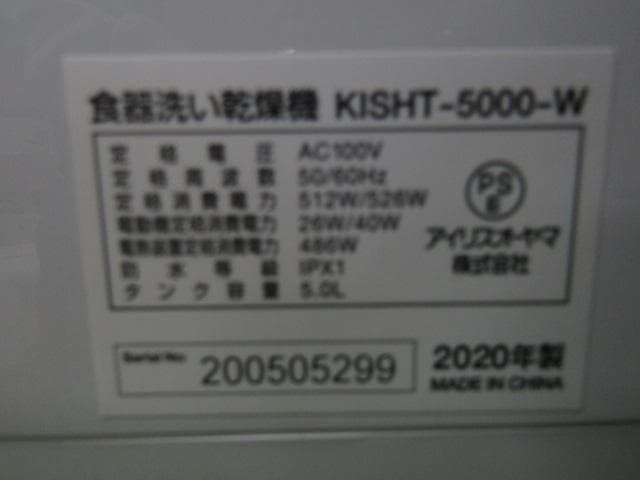 食器洗い乾燥機 KISHT-5000-W
定格電圧 AC100V
定格周波数 50/60Hz
定格消費電力 512W/526W
電動機定格消費電力 26W/40W
電熱装置定格消費電力 486W
防水等級 IPX1
タンク容量 5.0L
PS
E
アイリスオーヤマ
株式会社
Serial No: 200505299
2020年製
MADE IN CHINA